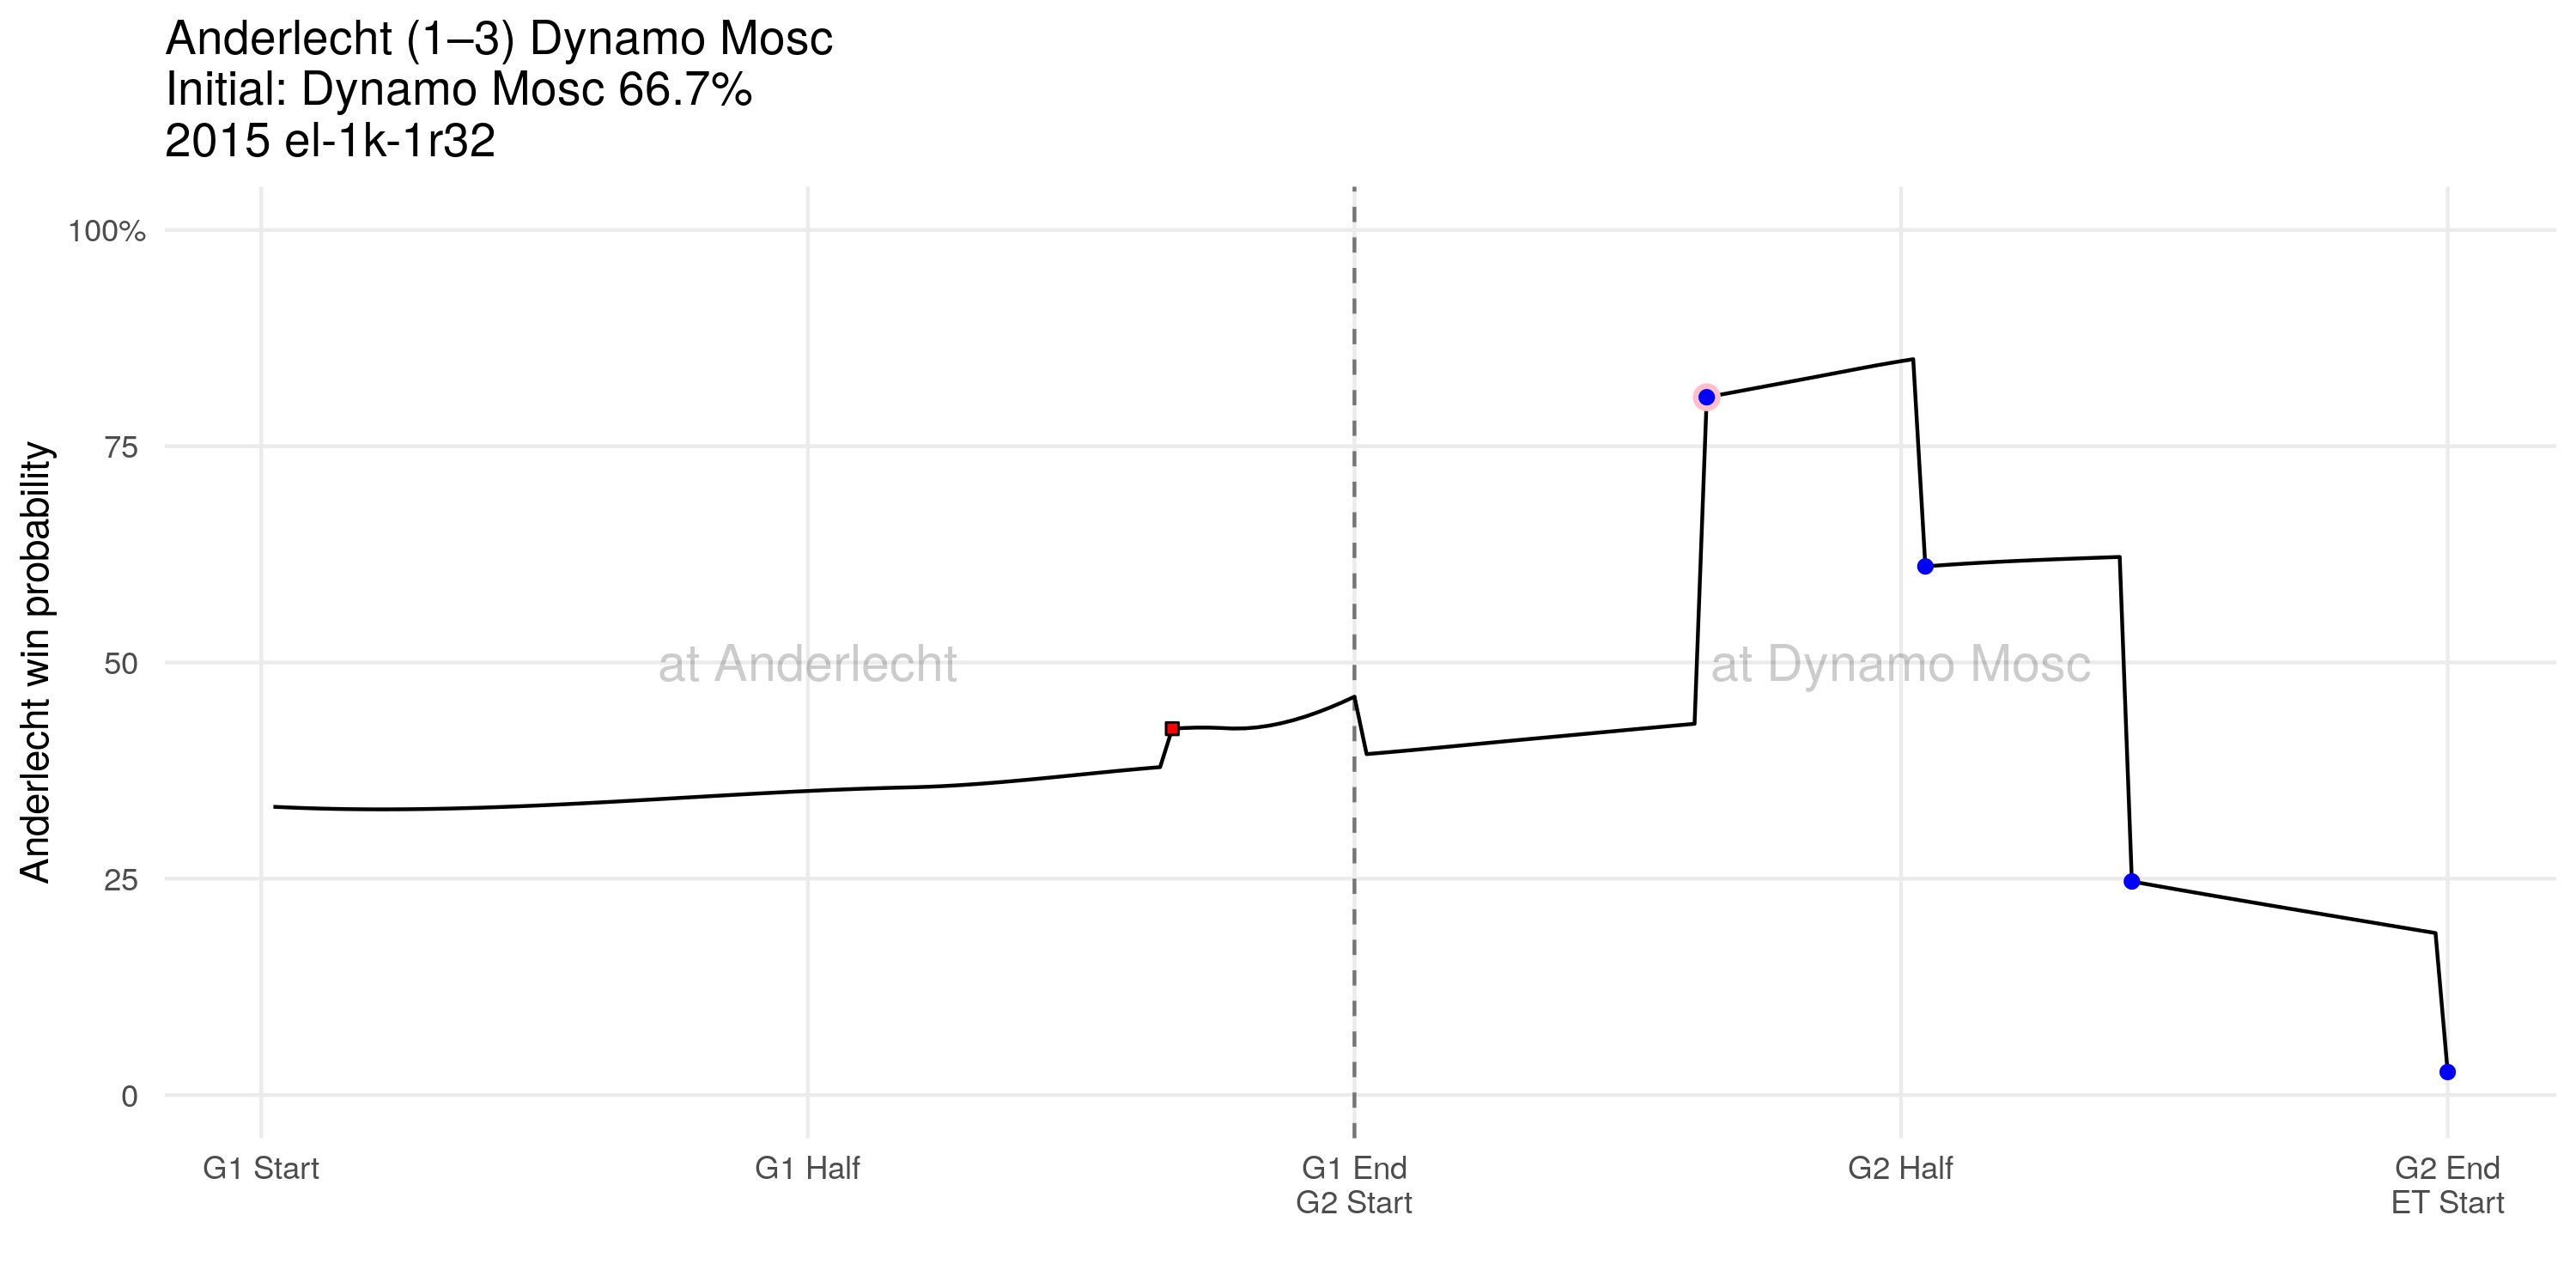 Anderlecht (1–3) Dynamo Mosc
Initial: Dynamo Mosc 66.7%
2015 el-1k-1r32
Anderlecht win probability
100%
75
50
25
0
at Anderlecht
at Dynamo Mosc
G1 Start
G1 Half
G1 End
G2 Start
G2 Half
G2 End
ET Start